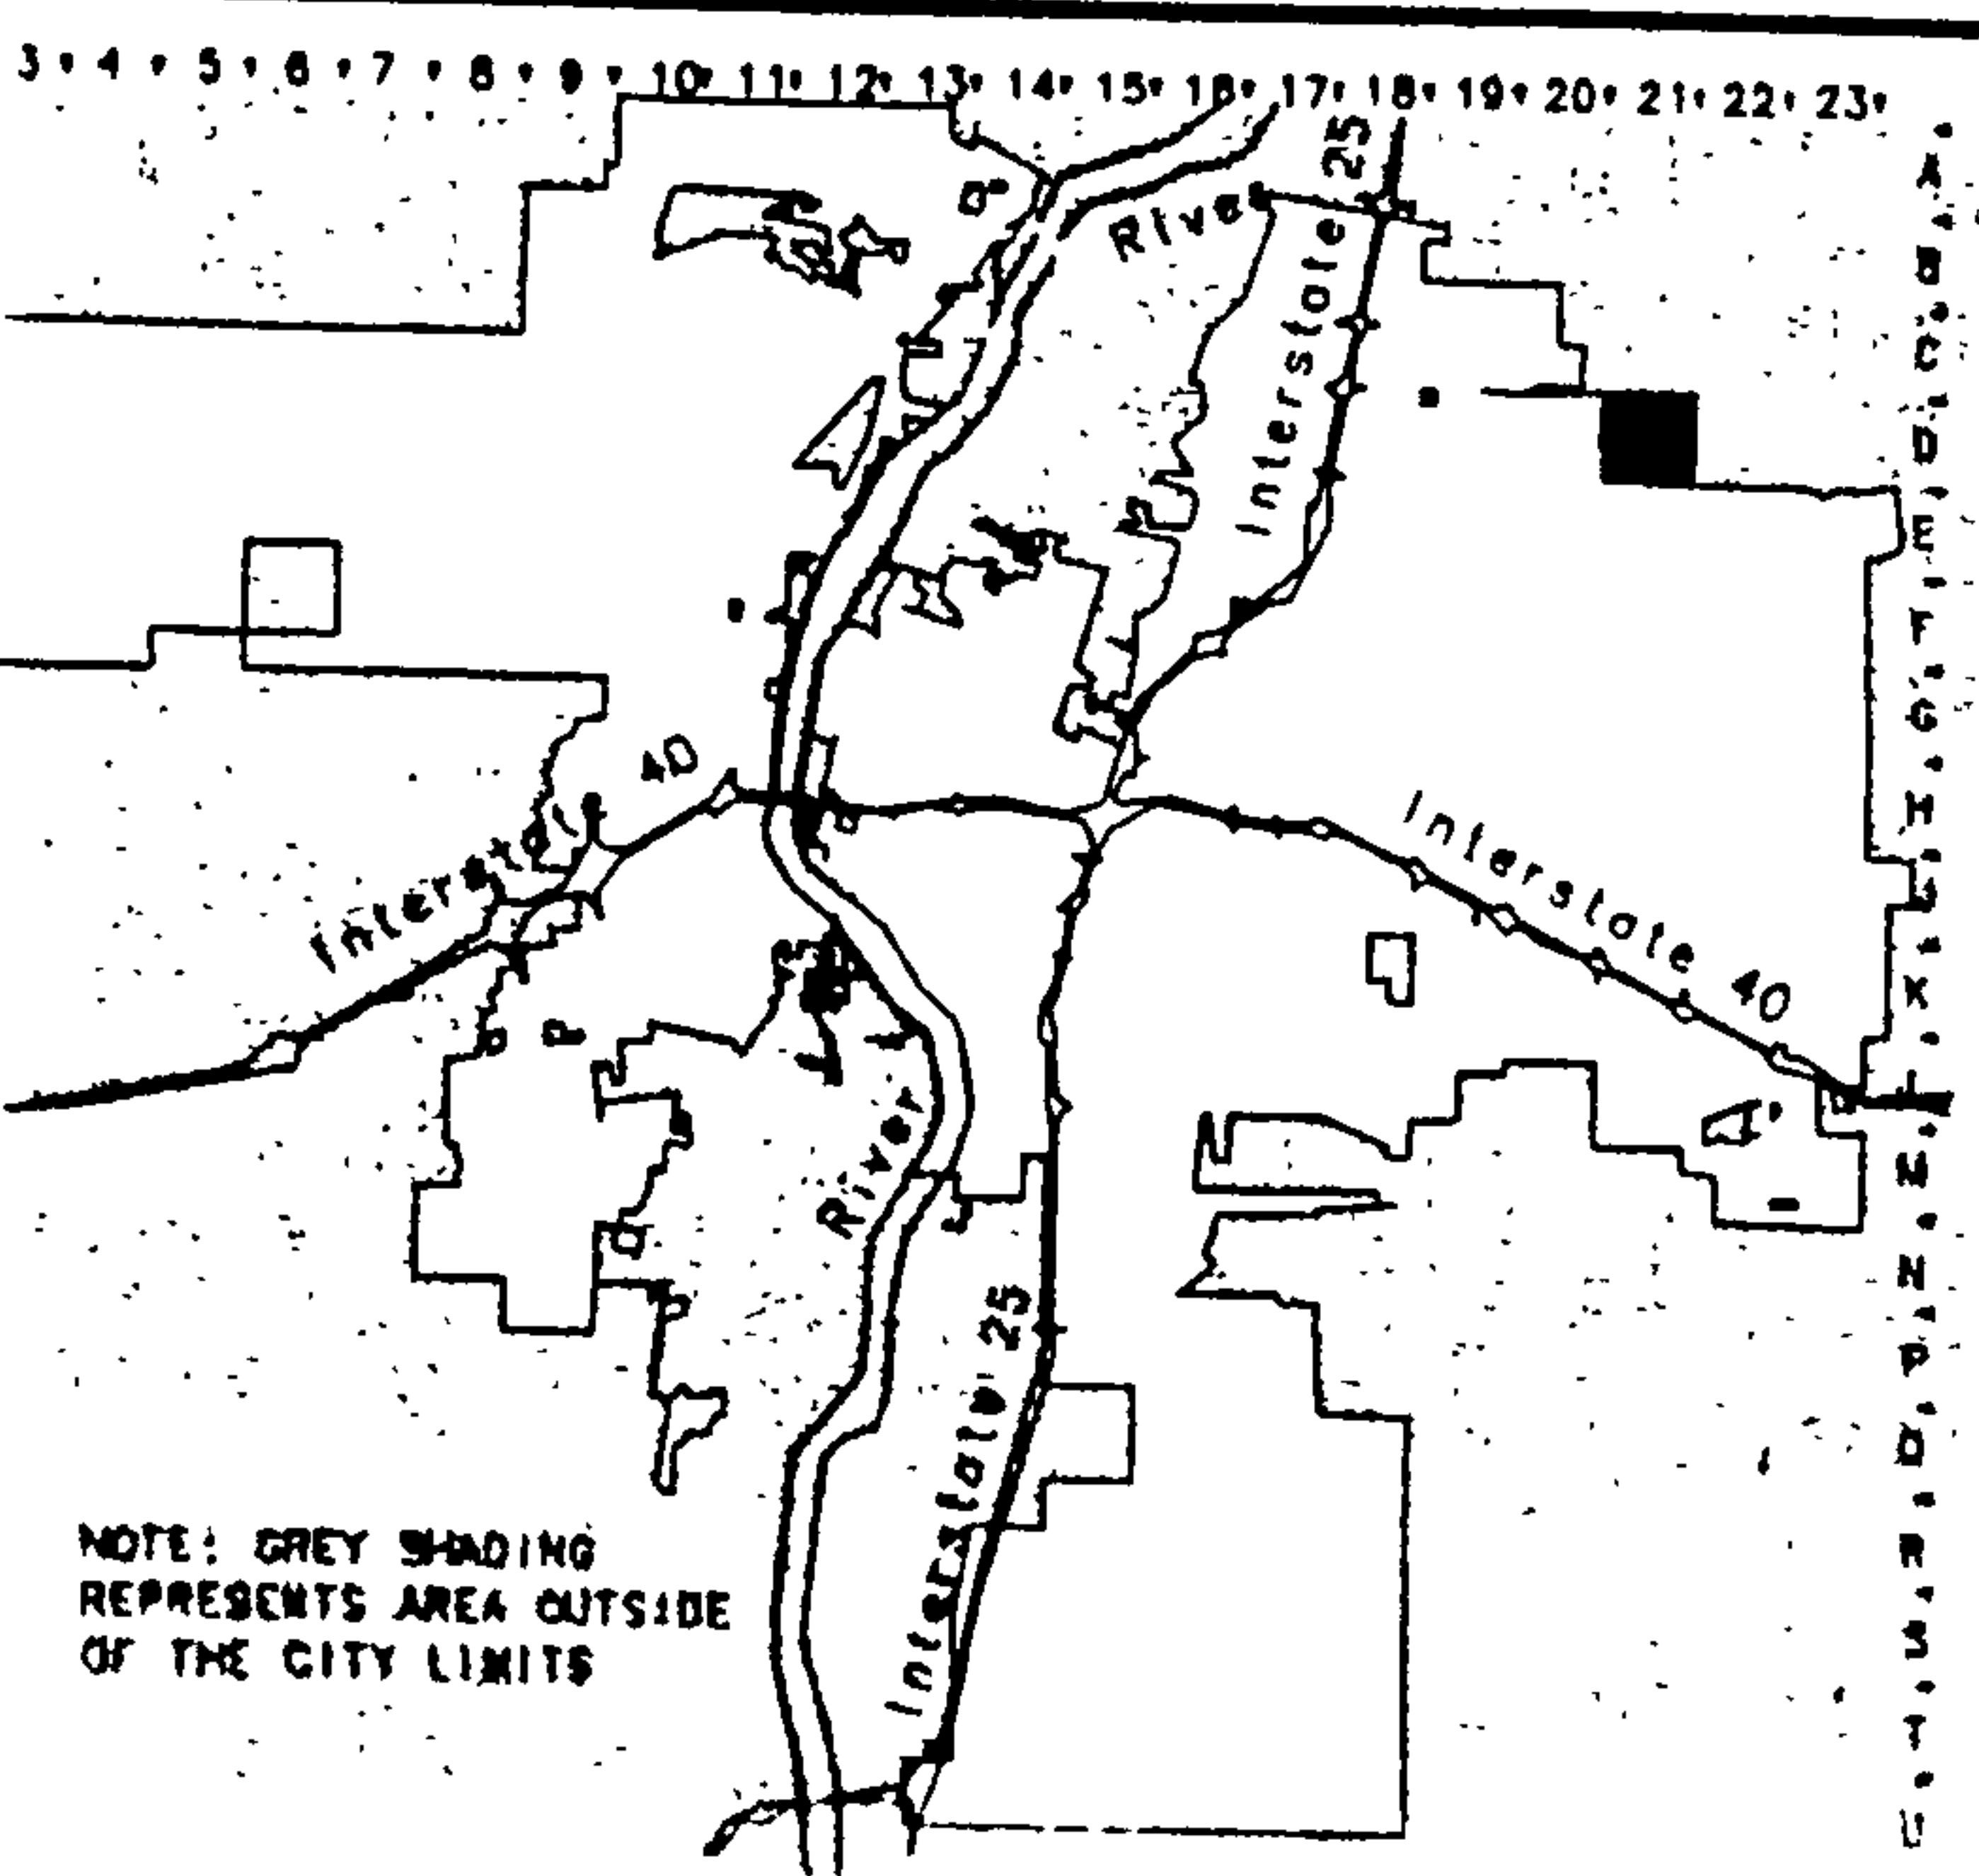 3 4 5 6 7 8 9 10 11 12 13 14 15 16 17 18 19 20 21 22 23
25
A
River
B
Interstate
C
D
E
F
G
40
H
Interstate
Interstate 40
K
L
River
M
N
25
P
Interstate
Q
NOTE: GREY SHADING
R
REPRESENTS AREA OUTSIDE
OF THE CITY LIMITS
S
T
U